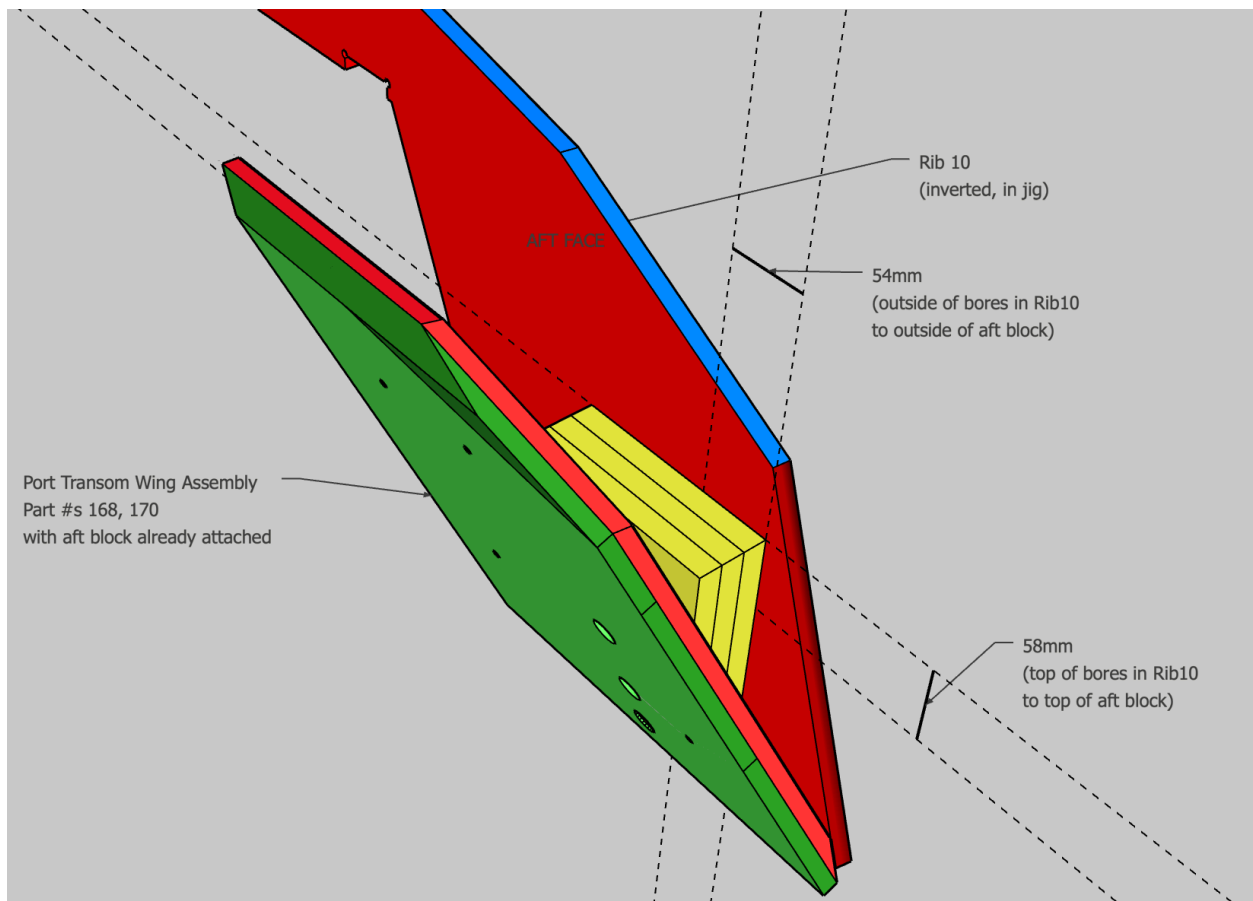 Rib 10
(inverted, in jig)
AFT FACE
54mm
(outside of bores in Rib10
to outside of aft block)
Port Transom Wing Assembly
Part #s 168, 170
with aft block already attached
58mm
(top of bores in Rib10
to top of aft block)